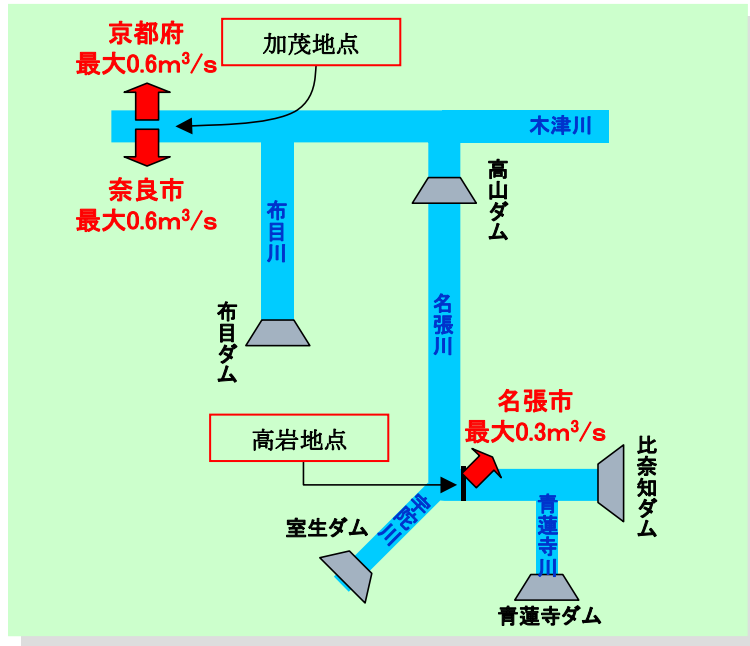 京都府
最大0.6m³/s
加茂地点
木津川
奈良市
最大0.6m³/s
高山ダム
布目川
布目ダム
名張川
名張市
最大0.3m³/s
高岩地点
比奈知ダム
宇陀川
室生ダム
青蓮寺川
青蓮寺ダム